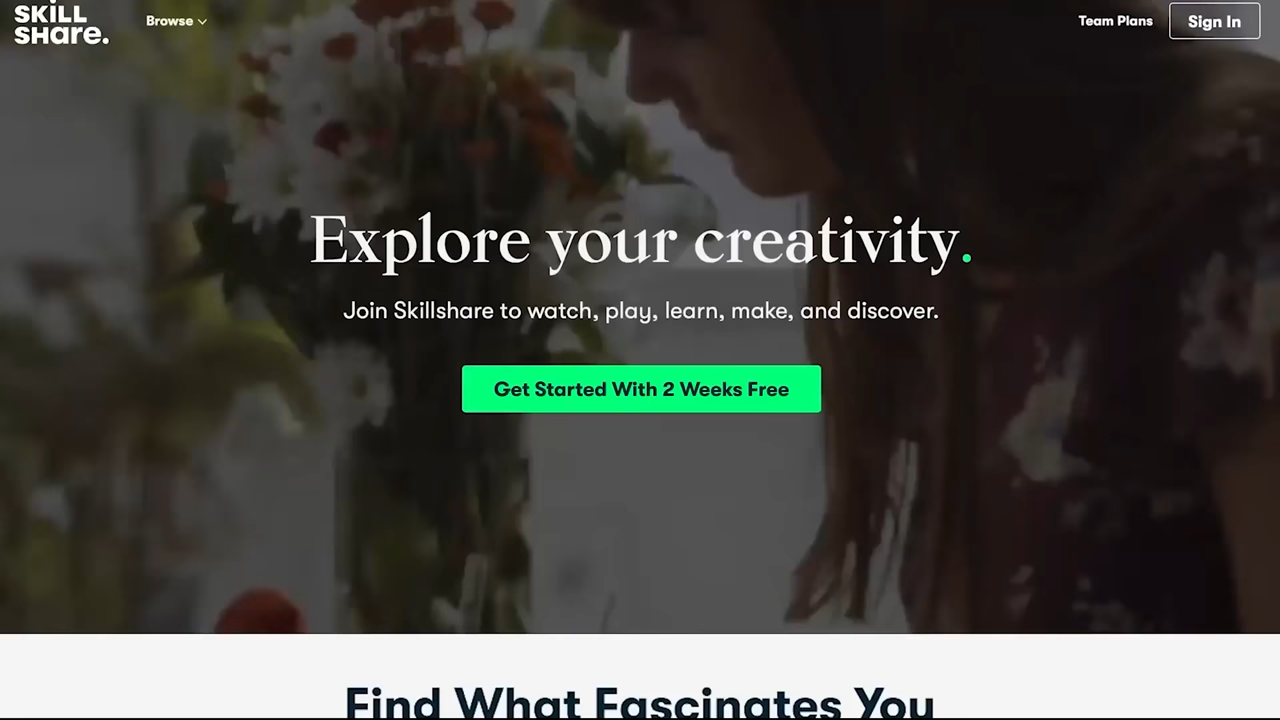 SKiLL
SHare.
Browse
Team Plans
Sign In
Explore your creativity.
Join Skillshare to watch, play, learn, make, and discover.
Get Started With 2 Weeks Free
Find What Fascinates You